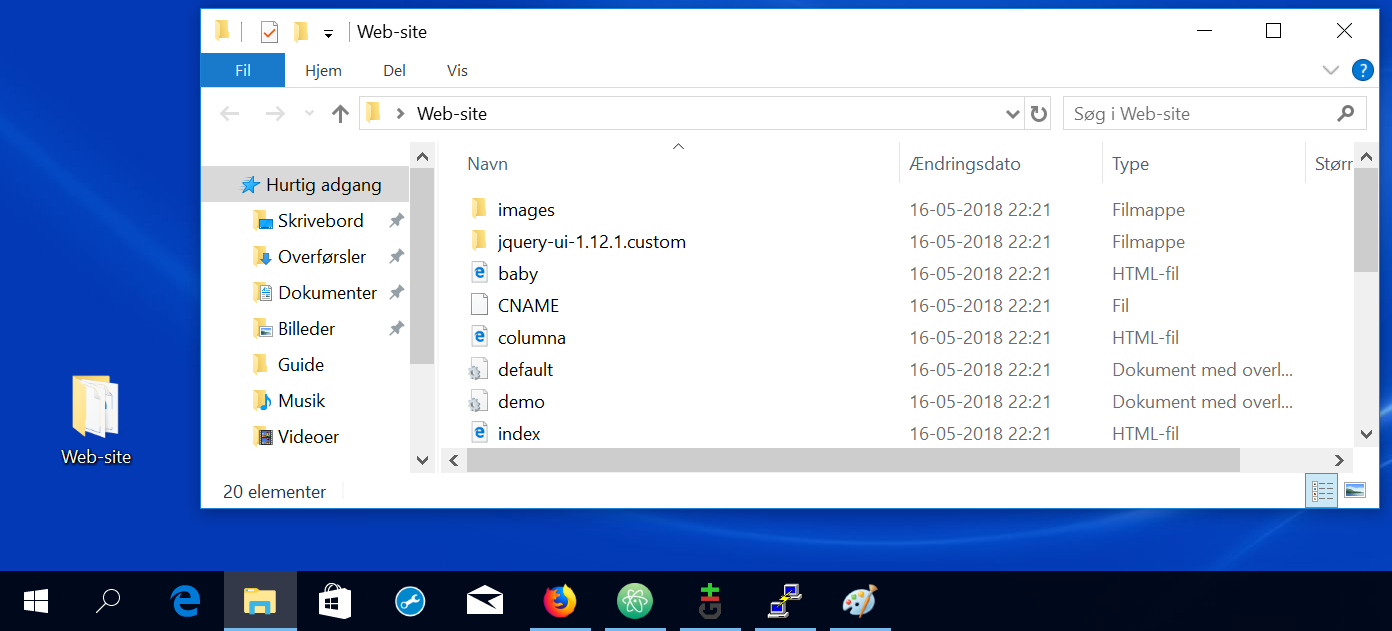 Web-site
Fil Hjem Del Vis
Web-site
Søg i Web-site
Navn Ændringsdato Type Større
Hurtig adgang
Skrivebord
Overførsler
Dokumenter
Billeder
Guide
Musik
Videoer
images 16-05-2018 22:21 Filmappe
jquery-ui-1.12.1.custom 16-05-2018 22:21 Filmappe
baby 16-05-2018 22:21 HTML-fil
CNAME 16-05-2018 22:21 Fil
columna 16-05-2018 22:21 HTML-fil
default 16-05-2018 22:21 Dokument med overl...
demo 16-05-2018 22:21 Dokument med overl...
index 16-05-2018 22:21 HTML-fil
20 elementer
Web-site